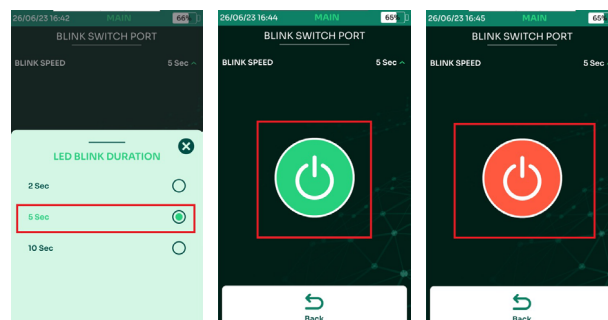 26/06/23 16:42 MAIN 66%
BLINK SWITCH PORT
BLINK SPEED 5 Sec
LED BLINK DURATION
2 Sec
5 Sec
10 Sec
26/06/23 16:44 MAIN 65%
BLINK SWITCH PORT
BLINK SPEED 5 Sec
Back
26/06/23 16:45 MAIN 65%
BLINK SWITCH PORT
BLINK SPEED 5 Sec
Back